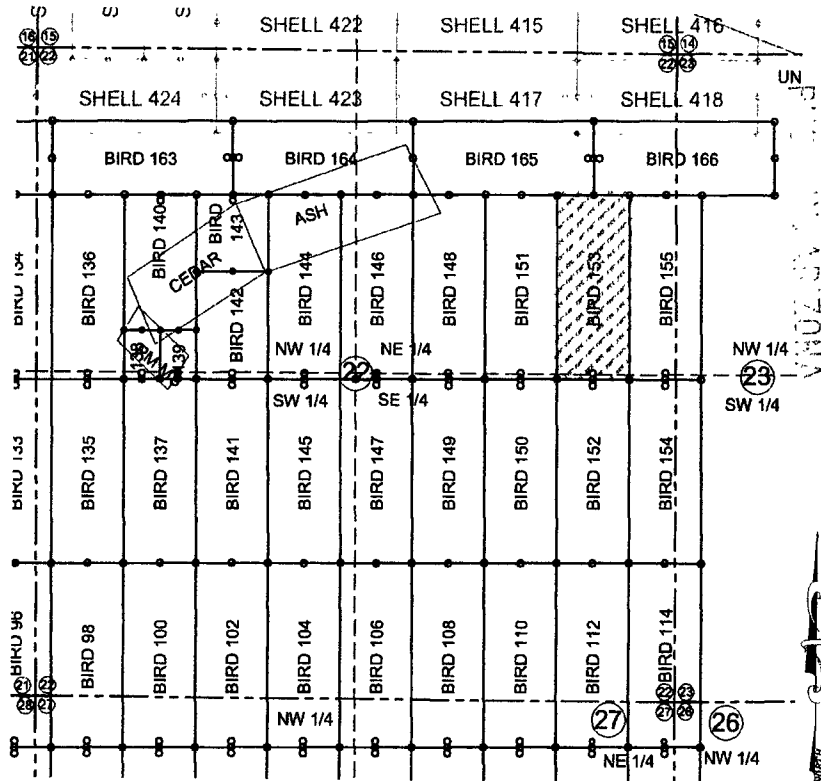 SHELL 422
SHELL 415
SHELL 416
16 15
21 22
15 14
22 23
UN
SHELL 424
SHELL 423
SHELL 417
SHELL 418
BIRD 163
BIRD 164
BIRD 165
BIRD 166
BIRD 134
BIRD 136
BIRD 140
BIRD 143
CEDAR
ASH
BIRD 142
BIRD 144
BIRD 146
BIRD 148
BIRD 151
BIRD 153
BIRD 155
139
NW 1/4
NE 1/4
NW 1/4
22
23
SW 1/4
SE 1/4
SW 1/4
BIRD 133
BIRD 135
BIRD 137
BIRD 141
BIRD 145
BIRD 147
BIRD 149
BIRD 150
BIRD 152
BIRD 154
BIRD 96
BIRD 98
BIRD 100
BIRD 102
BIRD 104
BIRD 106
BIRD 108
BIRD 110
BIRD 112
BIRD 114
21 22
28 27
22 23
27 26
NW 1/4
27
26
NE 1/4
NW 1/4